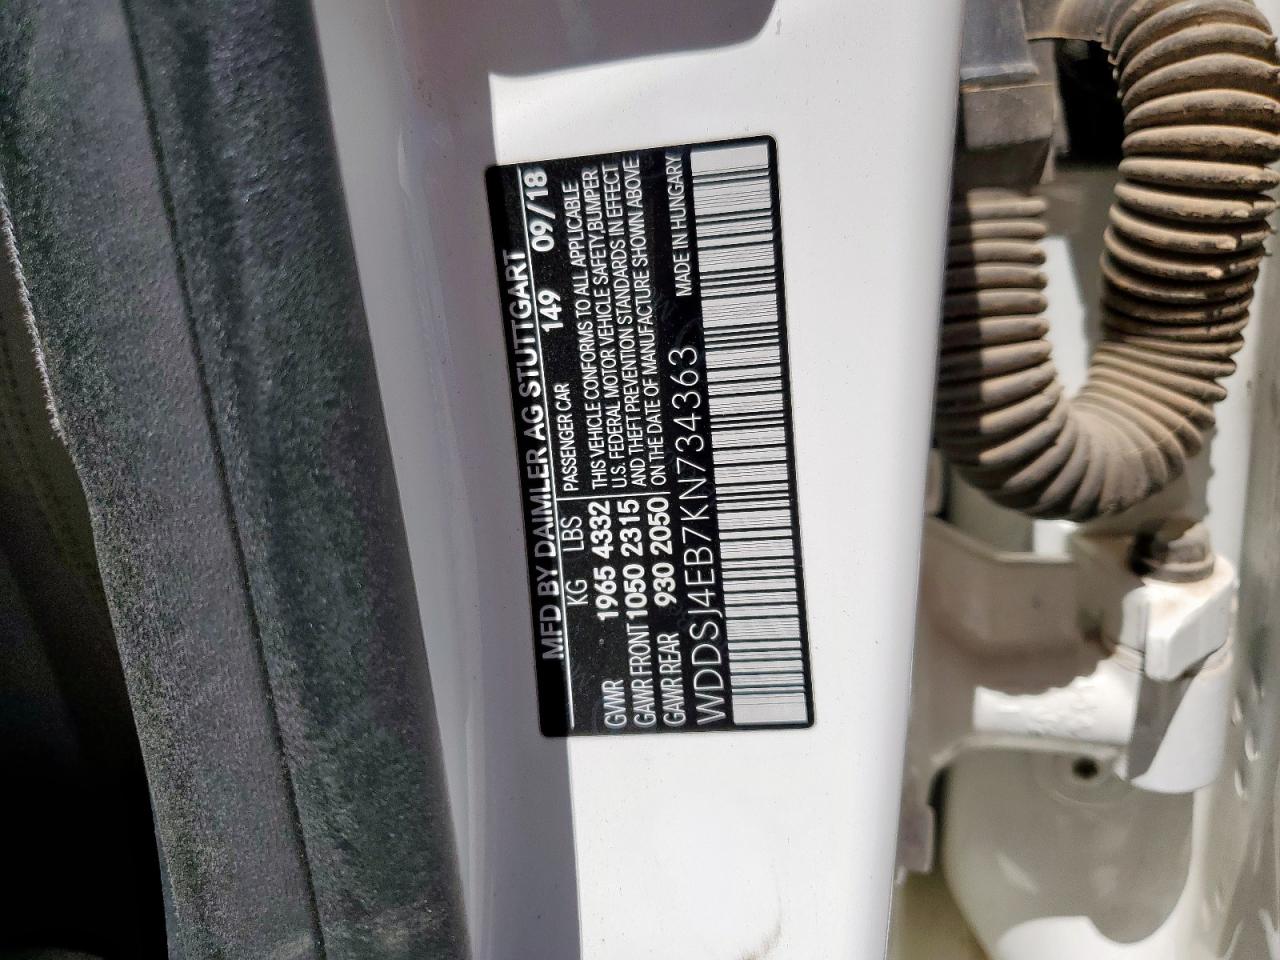 MFD BY DAIMLER AG STUTTGART
KG LBS 149 09/18
PASSENGER CAR
GVWR 1965 4332
GAWR FRONT 1050 2315
GAWR REAR 930 2050
THIS VEHICLE CONFORMS TO ALL APPLICABLE
U.S. FEDERAL MOTOR VEHICLE SAFETY,BUMPER,
AND THEFT PREVENTION STANDARDS IN EFFECT
ON THE DATE OF MANUFACTURE SHOWN ABOVE
WDDSJ4EB7KN734363 MADE IN HUNGARY